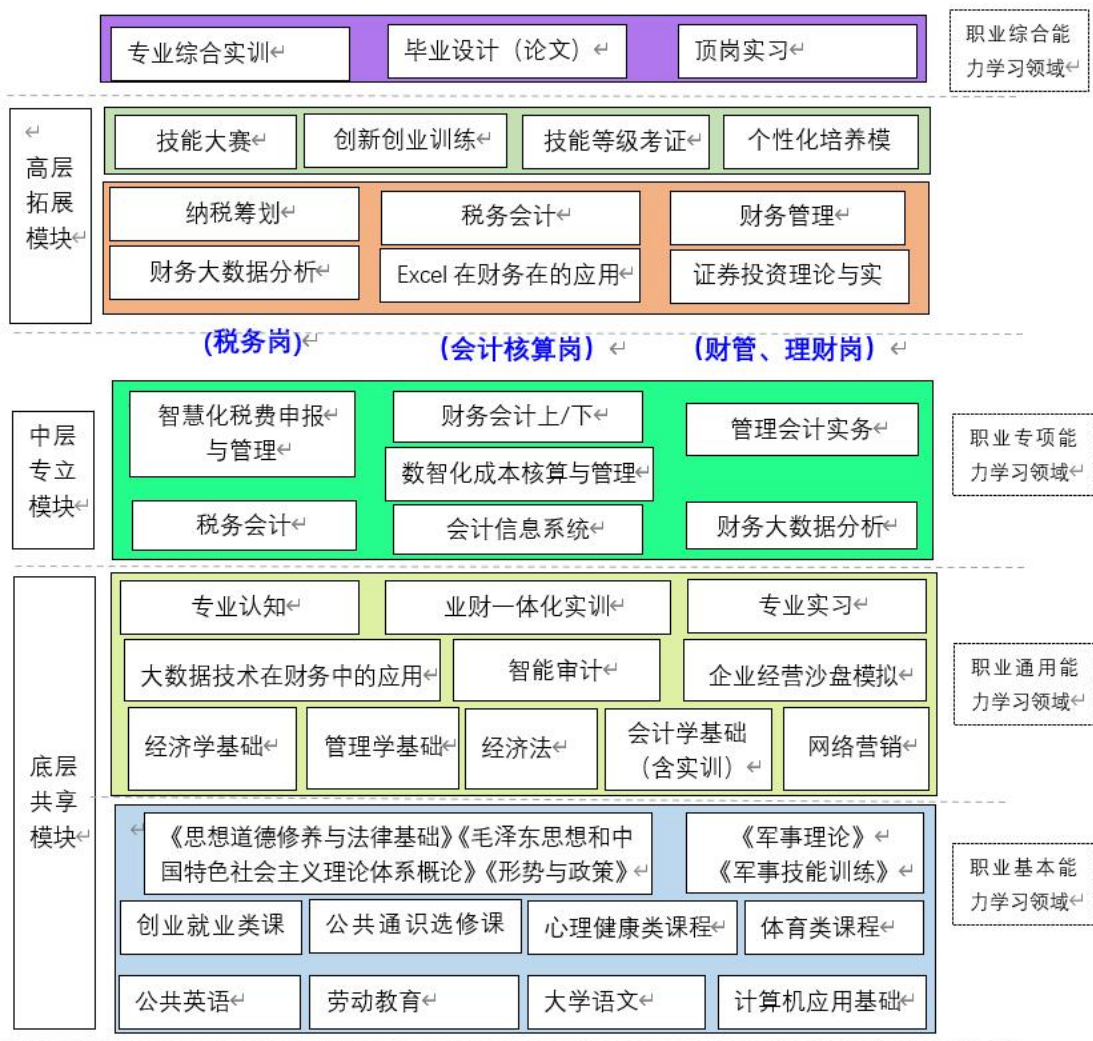 专业综合实训
毕业设计（论文）
顶岗实习
职业综合能
力学习领域
高层
拓展
模块
技能大赛
创新创业训练
技能等级考证
个性化培养模
纳税筹划
税务会计
财务管理
财务大数据分析
Excel 在财务在的应用
证券投资理论与实
(税务岗)
（会计核算岗）
（财管、理财岗）
中层
专立
模块
智慧化税费申报
与管理
财务会计上/下
管理会计实务
数智化成本核算与管理
税务会计
会计信息系统
财务大数据分析
职业专项能
力学习领域
底层
共享
模块
专业认知
业财一体化实训
专业实习
大数据技术在财务中的应用
智能审计
企业经营沙盘模拟
经济学基础
管理学基础
经济法
会计学基础
（含实训）
网络营销
职业通用能
力学习领域
《思想道德修养与法律基础》《毛泽东思想和中
国特色社会主义理论体系概论》《形势与政策》
《军事理论》
《军事技能训练》
创业就业类课
公共通识选修课
心理健康类课程
体育类课程
公共英语
劳动教育
大学语文
计算机应用基础
职业基本能
力学习领域